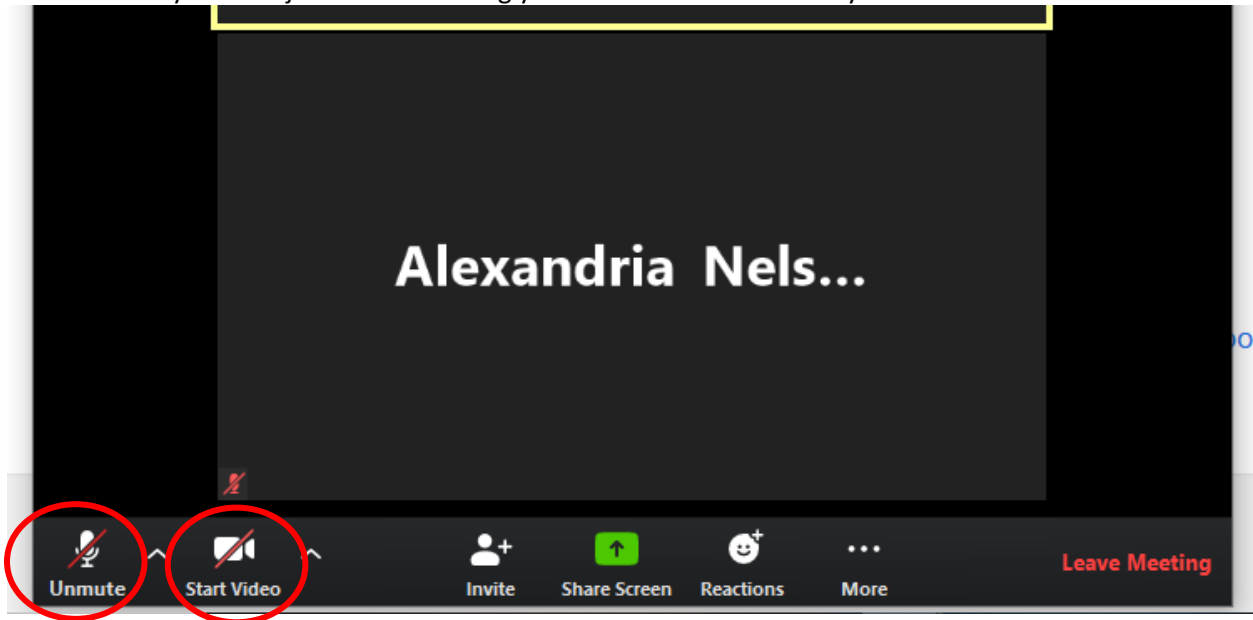 Alexandria Nels...
Unmute
Start Video
Invite
Share Screen
Reactions
More
Leave Meeting